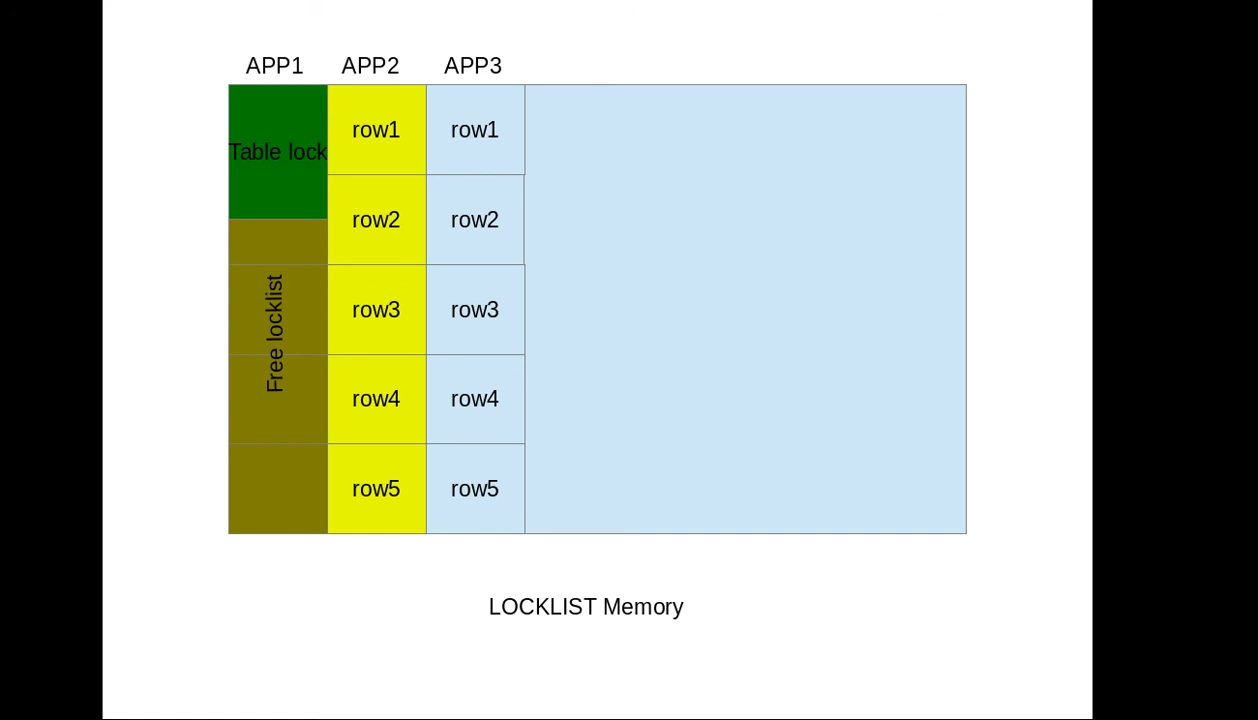 APP1 APP2 APP3
Table lock
row1 row1
row2 row2
Free locklist
row3 row3
row4 row4
row5 row5
LOCKLIST Memory